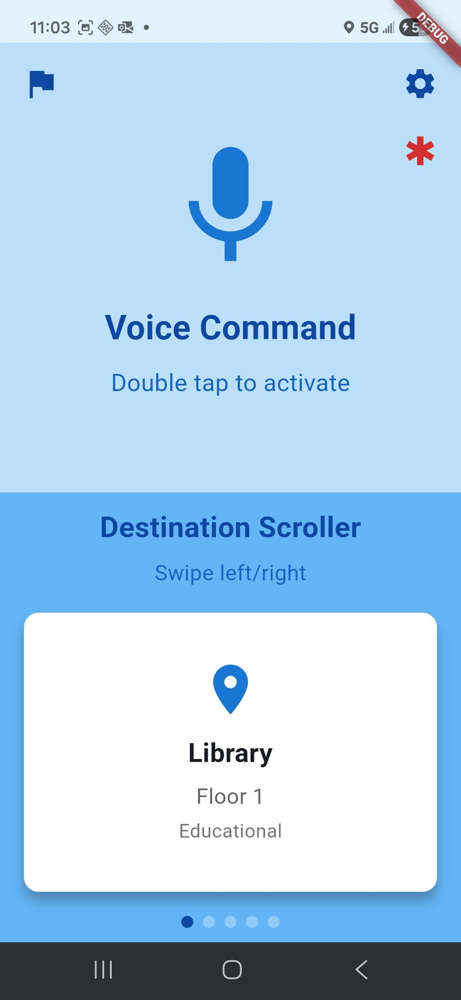 11:03
5G
DEBUG
Voice Command
Double tap to activate
Destination Scroller
Swipe left/right
Library
Floor 1
Educational